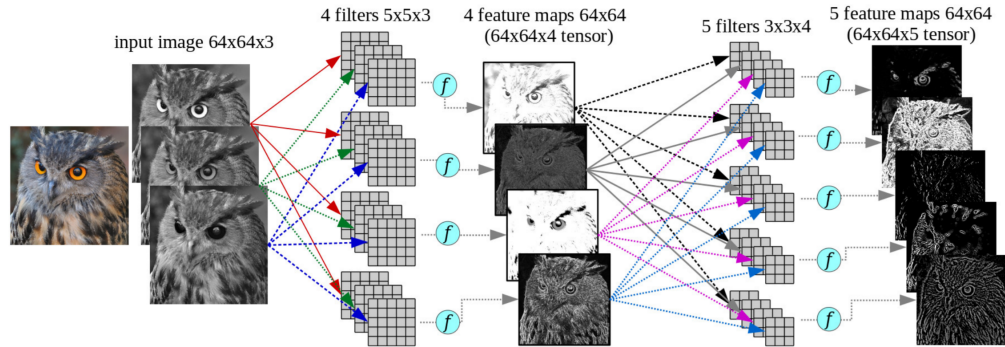 input image 64x64x3
4 filters 5x5x3
4 feature maps 64x64
(64x64x4 tensor)
5 filters 3x3x4
5 feature maps 64x64
(64x64x5 tensor)
f
f
f
f
f
f
f
f
f